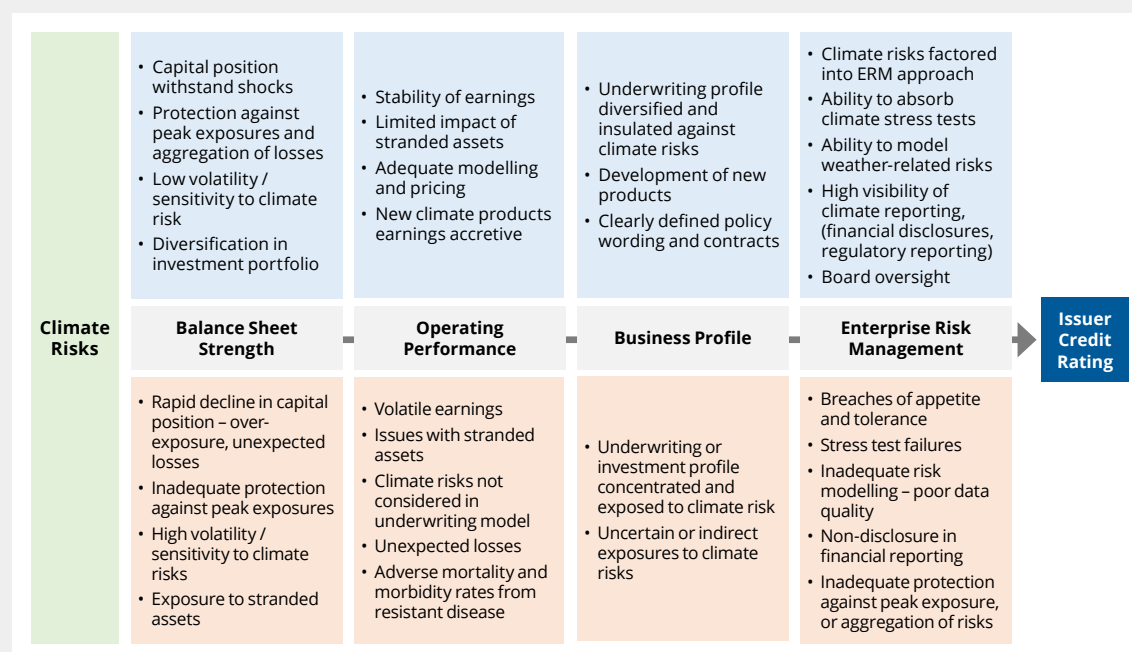 Climate
Risks
• Capital position
withstand shocks
• Protection against
peak exposures and
aggregation of losses
• Low volatility /
sensitivity to climate
risk
• Diversification in
investment portfolio
• Stability of earnings
• Limited impact of
stranded assets
• Adequate modelling
and pricing
• New climate products
earnings accretive
• Underwriting profile
diversified and
insulated against
climate risks
• Development of new
products
• Clearly defined policy
wording and contracts
• Climate risks factored
into ERM approach
• Ability to absorb
climate stress tests
• Ability to model
weather-related risks
• High visibility of
climate reporting,
(financial disclosures,
regulatory reporting)
• Board oversight
Balance Sheet
Strength
Operating
Performance
Business Profile
Enterprise Risk
Management
Issuer
Credit
Rating
• Rapid decline in capital
position – over-
exposure, unexpected
losses
• Inadequate protection
against peak exposures
• High volatility /
sensitivity to climate
risks
• Exposure to stranded
assets
• Volatile earnings
• Issues with stranded
assets
• Climate risks not
considered in
underwriting model
• Unexpected losses
• Adverse mortality and
morbidity rates from
resistant disease
• Underwriting or
investment profile
concentrated and
exposed to climate risk
• Uncertain or indirect
exposures to climate
risks
• Breaches of appetite
and tolerance
• Stress test failures
• Inadequate risk
modelling – poor data
quality
• Non-disclosure in
financial reporting
• Inadequate protection
against peak exposure,
or aggregation of risks